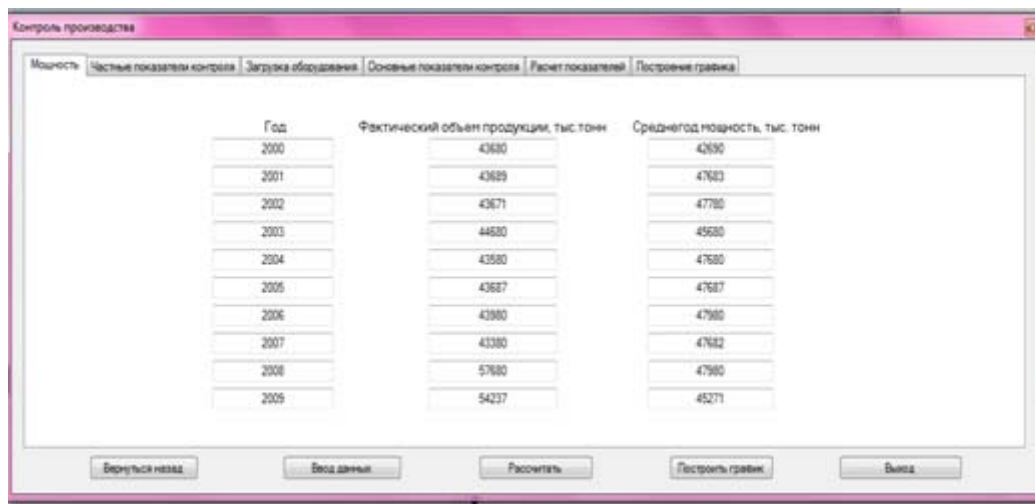 Контроль производства
Мощность Частные показатели контроля Загрузка оборудования Основные показатели контроля Расчет показателей Построение графика
Год Фактический объем продукции, тыс.тонн Среднегод мощность, тыс. тонн
2000 43680 42690
2001 43689 47683
2002 43671 47780
2003 44680 45680
2004 43580 47680
2005 43687 47687
2006 43980 47980
2007 43380 47682
2008 57680 47980
2009 54237 45271
Вернуться назад Ввод данных Рассчитать Построить график Выход